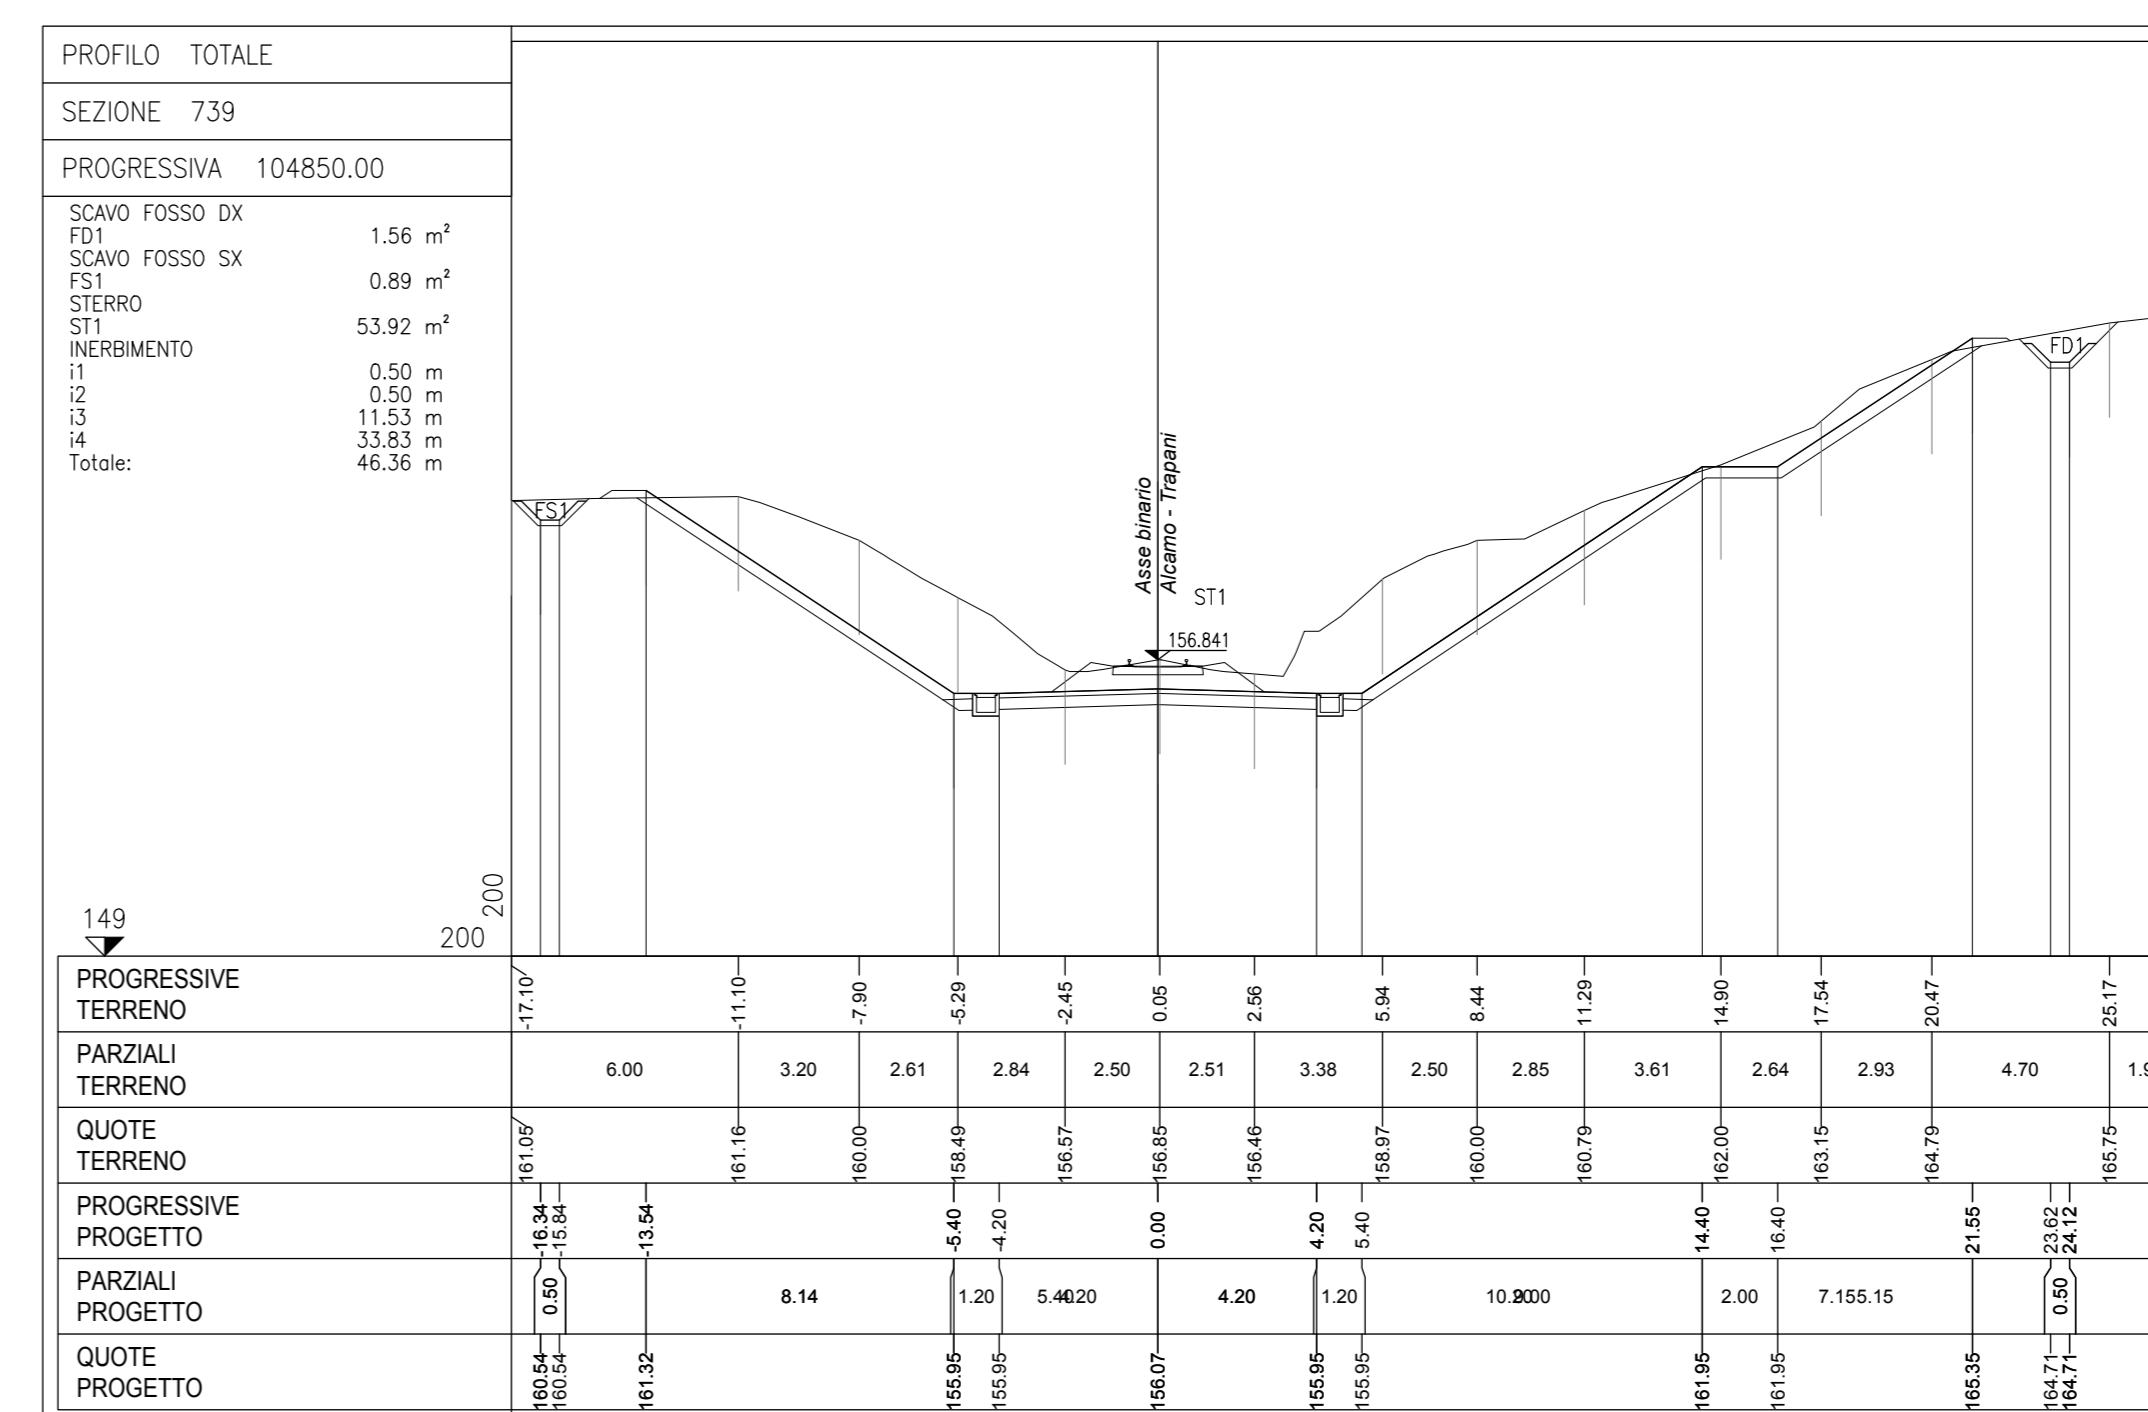 PROFILO TOTALE
SEZIONE 739
PROGRESSIVA 104850.00
SCAVO FOSSO DX
FD1 1.56 m²
SCAVO FOSSO SX
FS1 0.89 m²
STERRO
ST1 53.92 m²
INERBIMENTO
i1 0.50 m
i2 0.50 m
i3 11.53 m
i4 33.83 m
Totale: 46.36 m
FS1
Asse binario
Alcamo - Trapani
ST1
156.841
FD1
149
200
200
PROGRESSIVE
TERRENO
-17.10 -11.10 -7.90 -5.29 -2.45 0.05 2.56 5.94 8.44 11.29 14.90 17.54 20.47 25.17
PARZIALI
TERRENO
6.00 3.20 2.61 2.84 2.50 2.51 3.38 2.50 2.85 3.61 2.64 2.93 4.70
QUOTE
TERRENO
161.05 161.16 160.00 158.49 156.57 156.85 156.46 158.97 160.00 160.79 162.00 163.15 164.79 165.75
PROGRESSIVE
PROGETTO
-16.34 -15.84 -13.54 -5.40 -4.20 0.00 4.20 5.40 14.40 16.40 21.55 23.62 24.12
PARZIALI
PROGETTO
0.50 8.14 1.20 5.40 4.20 4.20 1.20 2.00 7.15 5.15 0.50
QUOTE
PROGETTO
160.54 160.54 161.32 155.95 155.95 156.07 155.95 155.95 161.95 161.95 165.35 164.71 164.71